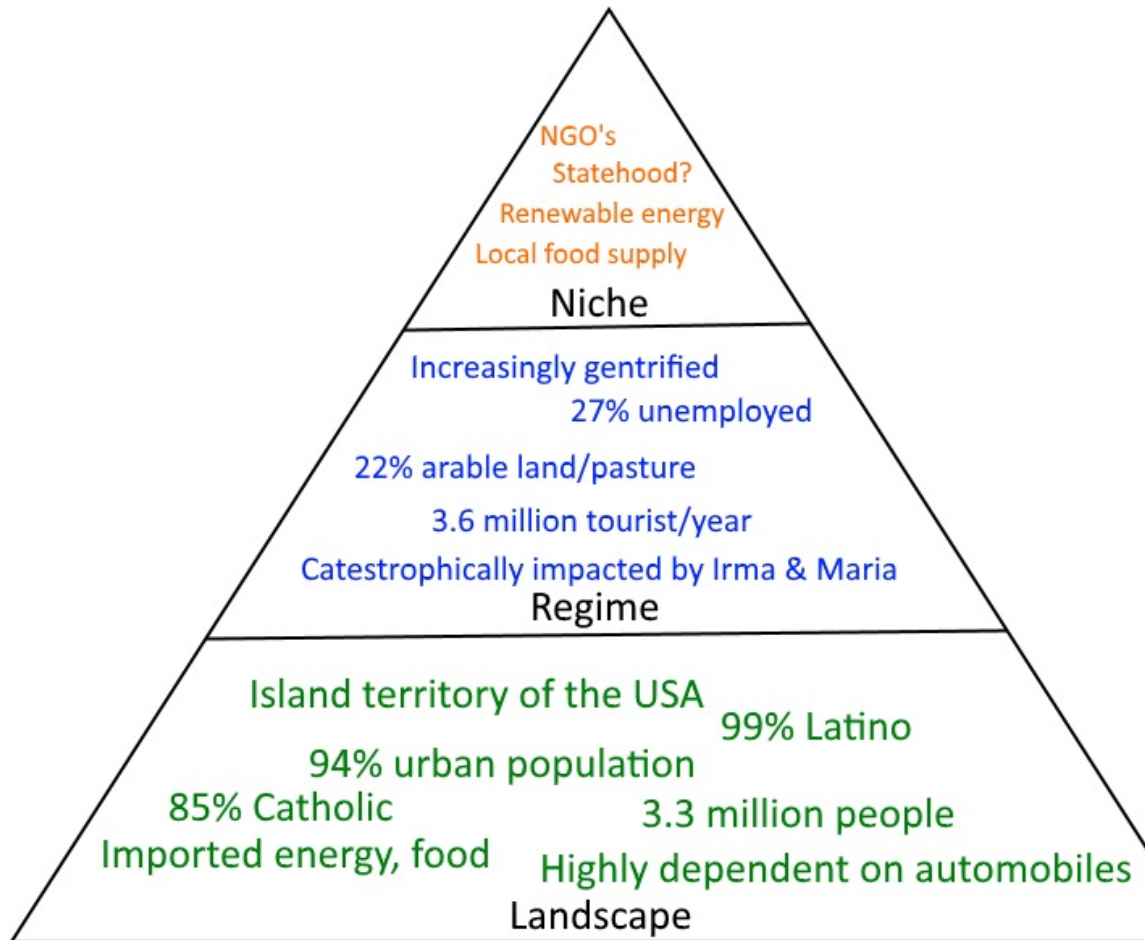 NGO's
Statehood?
Renewable energy
Local food supply
Niche
Increasingly gentrified
27% unemployed
22% arable land/pasture
3.6 million tourist/year
Catestrophically impacted by Irma & Maria
Regime
Island territory of the USA
99% Latino
94% urban population
85% Catholic
3.3 million people
Imported energy, food
Highly dependent on automobiles
Landscape